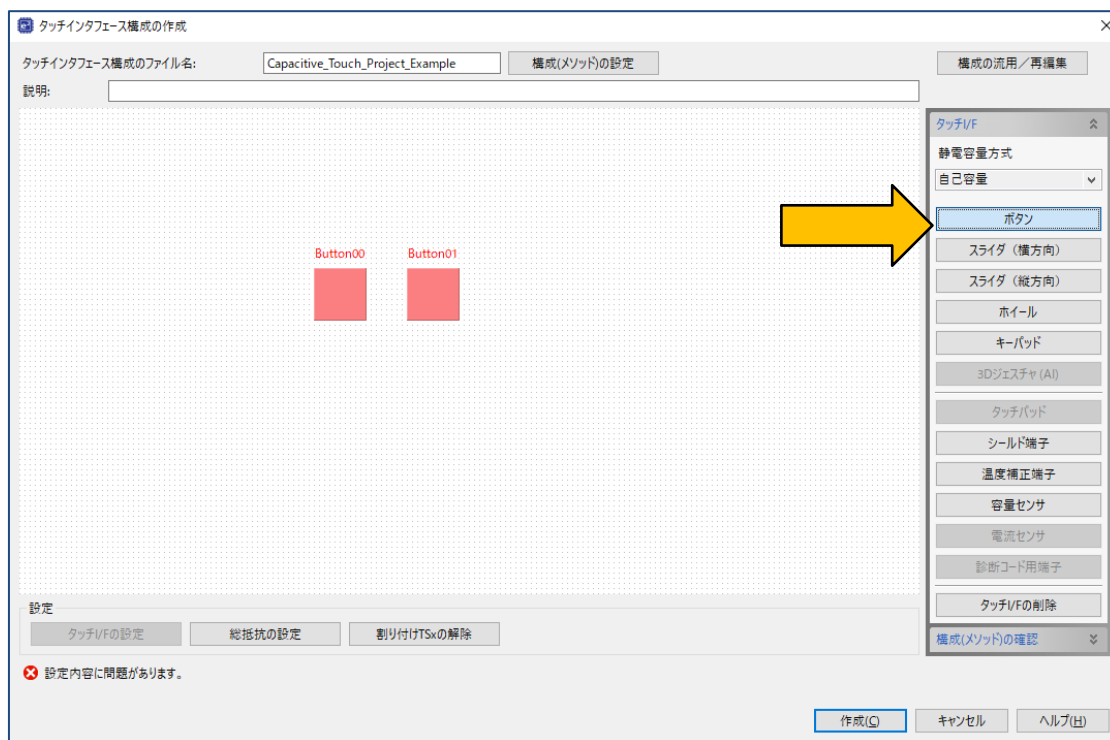 タッチインタフェース構成の作成
タッチインタフェース構成のファイル名: Capacitive_Touch_Project_Example 構成(メソッド)の設定 構成の流用/再編集
説明:
タッチI/F
静電容量方式
自己容量
ボタン
スライダ（横方向）
スライダ（縦方向）
ホイール
キーパッド
3Dジェスチャ(AI)
タッチパッド
シールド端子
温度補正端子
容量センサ
電流センサ
診断コード用端子
タッチI/Fの削除
構成(メソッド)の確認
Button00 Button01
設定
タッチI/Fの設定 総抵抗の設定 割り付けTSxの解除
設定内容に問題があります。
作成(C) キャンセル ヘルプ(H)